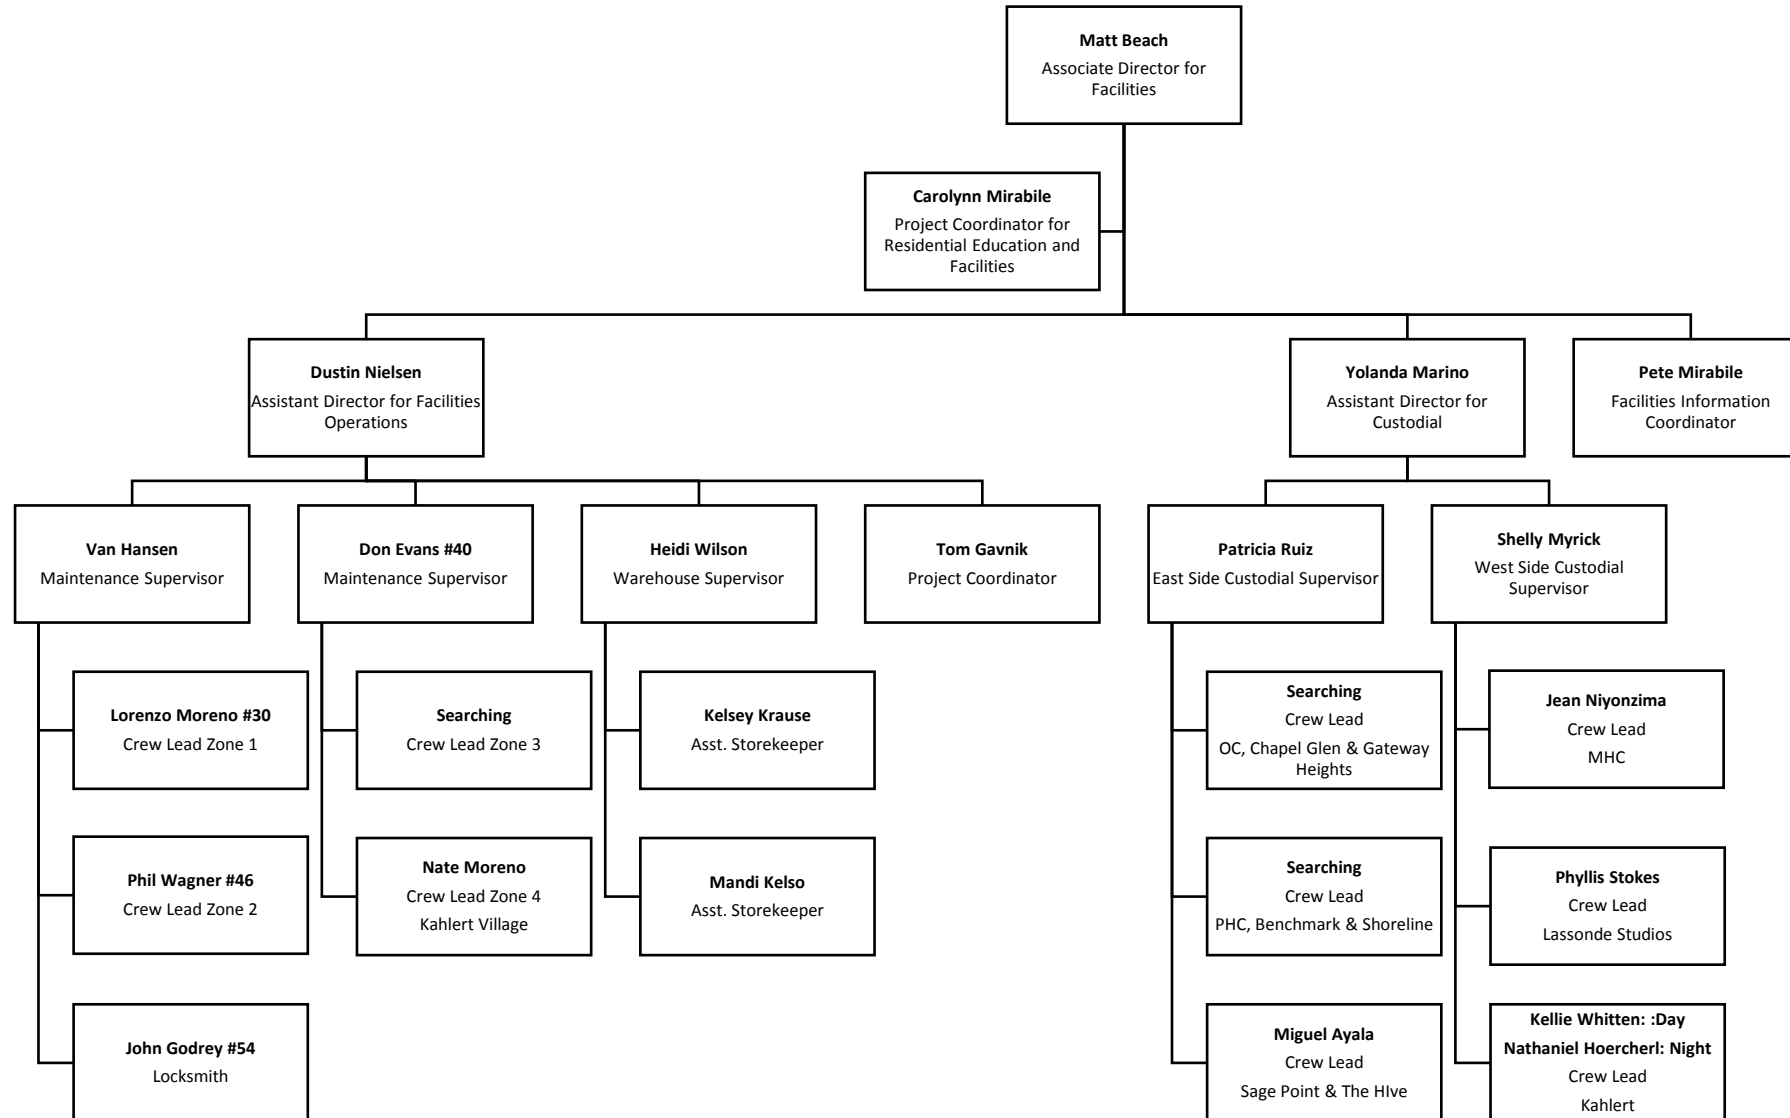 Matt Beach
Associate Director for
Facilities
Carolynn Mirabile
Project Coordinator for
Residential Education and
Facilities
Dustin Nielsen
Assistant Director for Facilities
Operations
Yolanda Marino
Assistant Director for
Custodial
Pete Mirabile
Facilities Information
Coordinator
Van Hansen
Maintenance Supervisor
Don Evans #40
Maintenance Supervisor
Heidi Wilson
Warehouse Supervisor
Tom Gavnik
Project Coordinator
Patricia Ruiz
East Side Custodial Supervisor
Shelly Myrick
West Side Custodial
Supervisor
Lorenzo Moreno #30
Crew Lead Zone 1
Searching
Crew Lead Zone 3
Kelsey Krause
Asst. Storekeeper
Searching
Crew Lead
OC, Chapel Glen & Gateway
Heights
Jean Niyonzima
Crew Lead
MHC
Phil Wagner #46
Crew Lead Zone 2
Nate Moreno
Crew Lead Zone 4
Kahlert Village
Mandi Kelso
Asst. Storekeeper
Searching
Crew Lead
PHC, Benchmark & Shoreline
Phyllis Stokes
Crew Lead
Lassonde Studios
John Godrey #54
Locksmith
Miguel Ayala
Crew Lead
Sage Point & The HIve
Kellie Whitten: :Day
Nathaniel Hoercherl: Night
Crew Lead
Kahlert